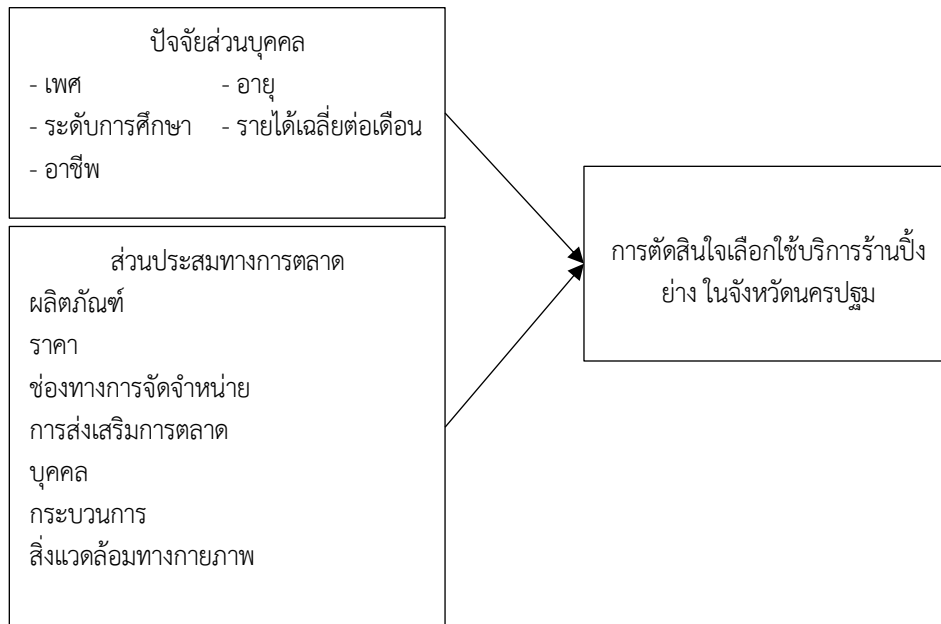 ปัจจัยส่วนบุคคล
- เพศ - อายุ
- ระดับการศึกษา - รายได้เฉลี่ยต่อเดือน
- อาชีพ
ส่วนประสมทางการตลาด
ผลิตภัณฑ์
ราคา
ช่องทางการจัดจำหน่าย
การส่งเสริมการตลาด
บุคคล
กระบวนการ
สิ่งแวดล้อมทางกายภาพ
การตัดสินใจเลือกใช้บริการร้านปิ้ง
ย่าง ในจังหวัดนครปฐม